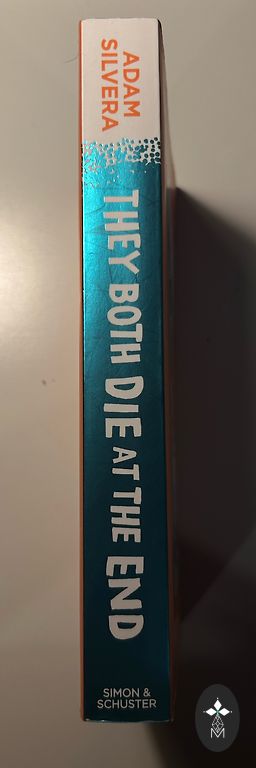 ADAM
SILVERA
THEY BOTH DIE AT THE END
SIMON &
SCHUSTER